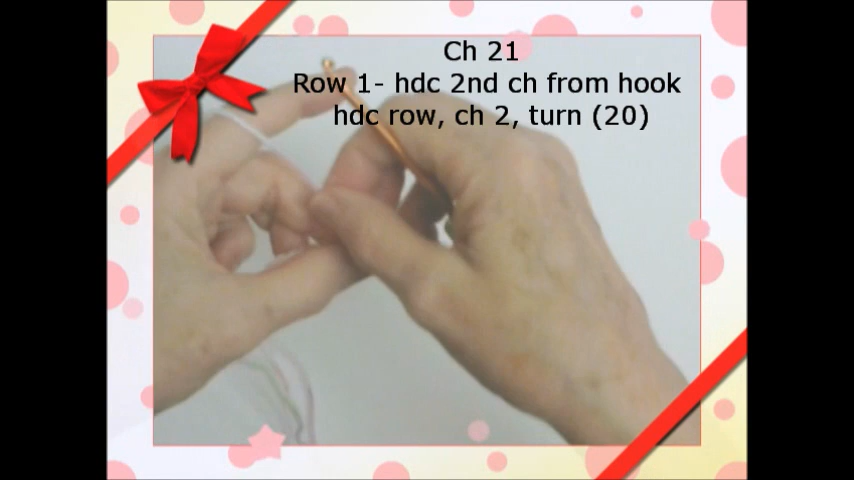 Ch 21
Row 1- hdc 2nd ch from hook
hdc row, ch 2, turn (20)